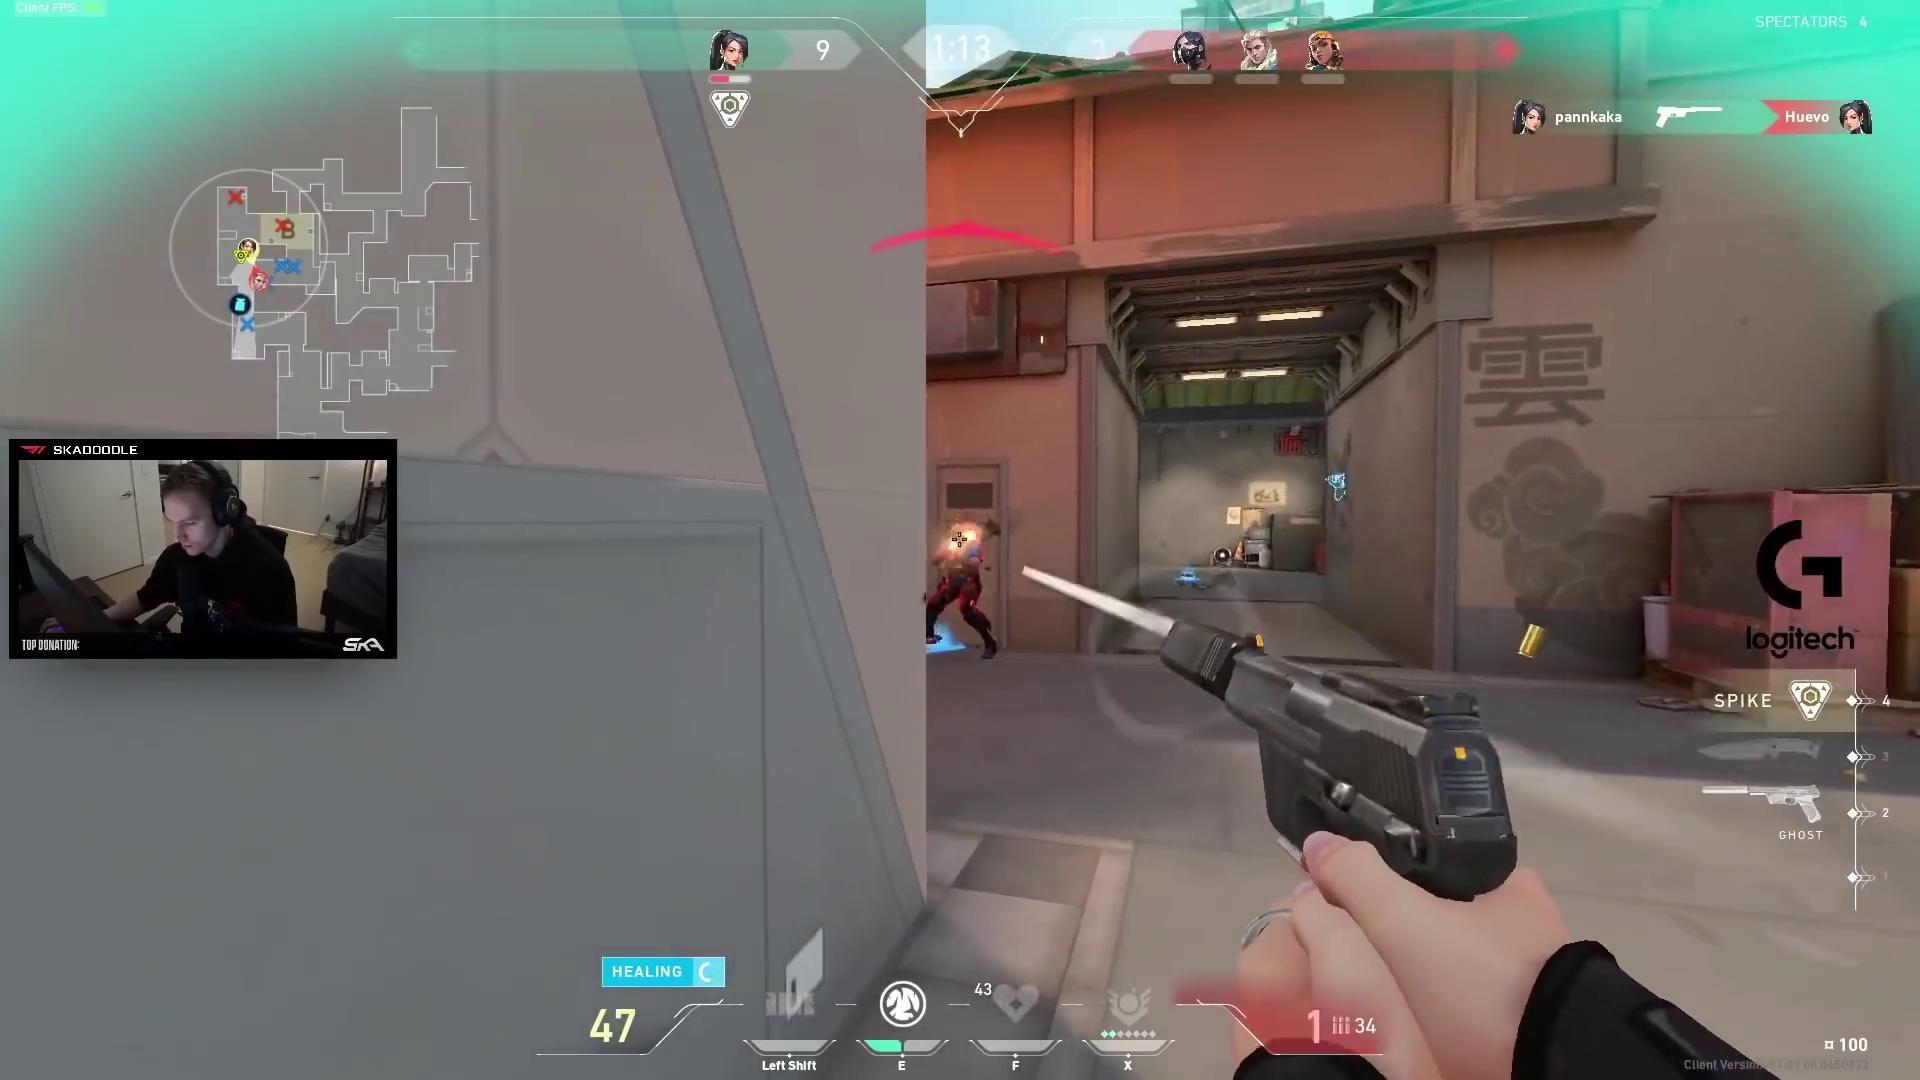 Client FPS:
SPECTATORS 4
9
1:13
pannkaka
Huevo
B
雲
SKADOODLE
TOP DONATION:
SKA
logitech
SPIKE
4
3
2
GHOST
1
HEALING
43
47
1
34
Left Shift
E
F
X
¤ 100